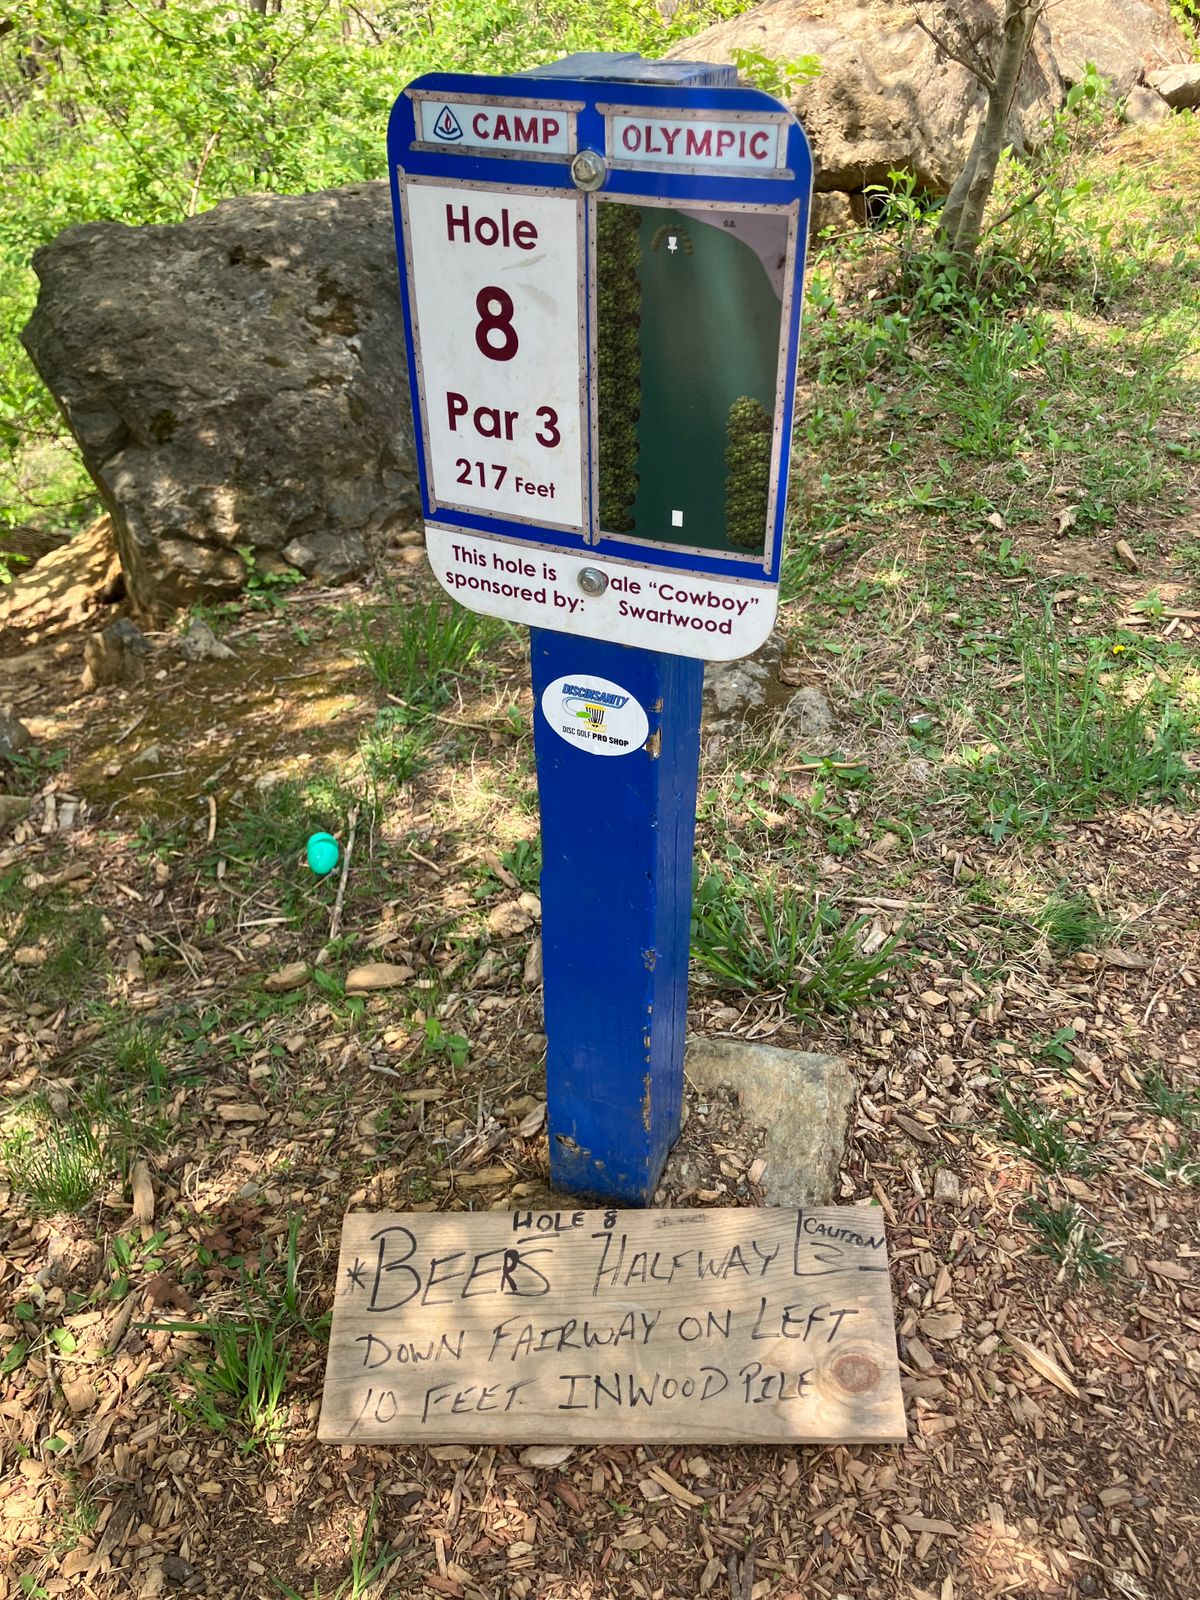 CAMP OLYMPIC
Hole
8
Par 3
217 Feet
O.B.
This hole is
sponsored by:
ale “Cowboy”
Swartwood
DISCINSANITY
DISC GOLF PRO SHOP
HOLE 8
CAUTION
*BEERS HALFWAY
DOWN FAIRWAY ON LEFT
10 FEET INWOOD PILE